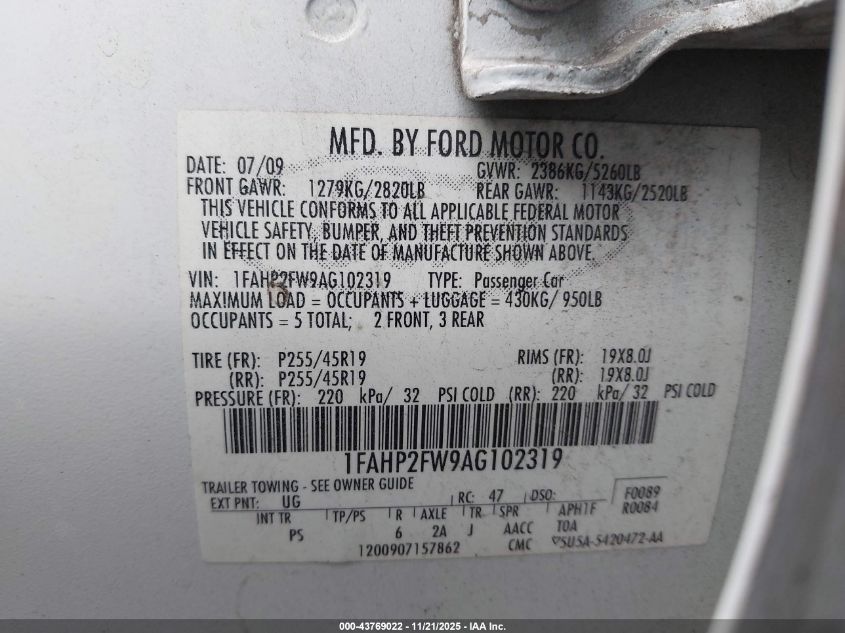 MFD. BY FORD MOTOR CO.
DATE: 07/09 GVWR: 2386KG/5260LB
FRONT GAWR: 1279KG/2820LB REAR GAWR: 1143KG/2520LB
THIS VEHICLE CONFORMS TO ALL APPLICABLE FEDERAL MOTOR
VEHICLE SAFETY, BUMPER, AND THEFT PREVENTION STANDARDS
IN EFFECT ON THE DATE OF MANUFACTURE SHOWN ABOVE.
VIN: 1FAHP2FW9AG102319 TYPE: Passenger Car
MAXIMUM LOAD = OCCUPANTS + LUGGAGE = 430KG/ 950LB
OCCUPANTS = 5 TOTAL; 2 FRONT, 3 REAR
TIRE (FR): P255/45R19 RIMS (FR): 19X8.0J
(RR): P255/45R19 (RR): 19X8.0J
PRESSURE (FR): 220 kPa/ 32 PSI COLD (RR): 220 kPa/ 32 PSI COLD
1FAHP2FW9AG102319
TRAILER TOWING - SEE OWNER GUIDE
EXT PNT: UG RC: 47 DSO: F0089
R0084
INT TR TP/PS R AXLE TR SPR APHTF
PS 6 2A J AACC TOA
1200907157862 CMC 5U5A-5420472-AA
000-43769022 - 11/21/2025 - IAA Inc.